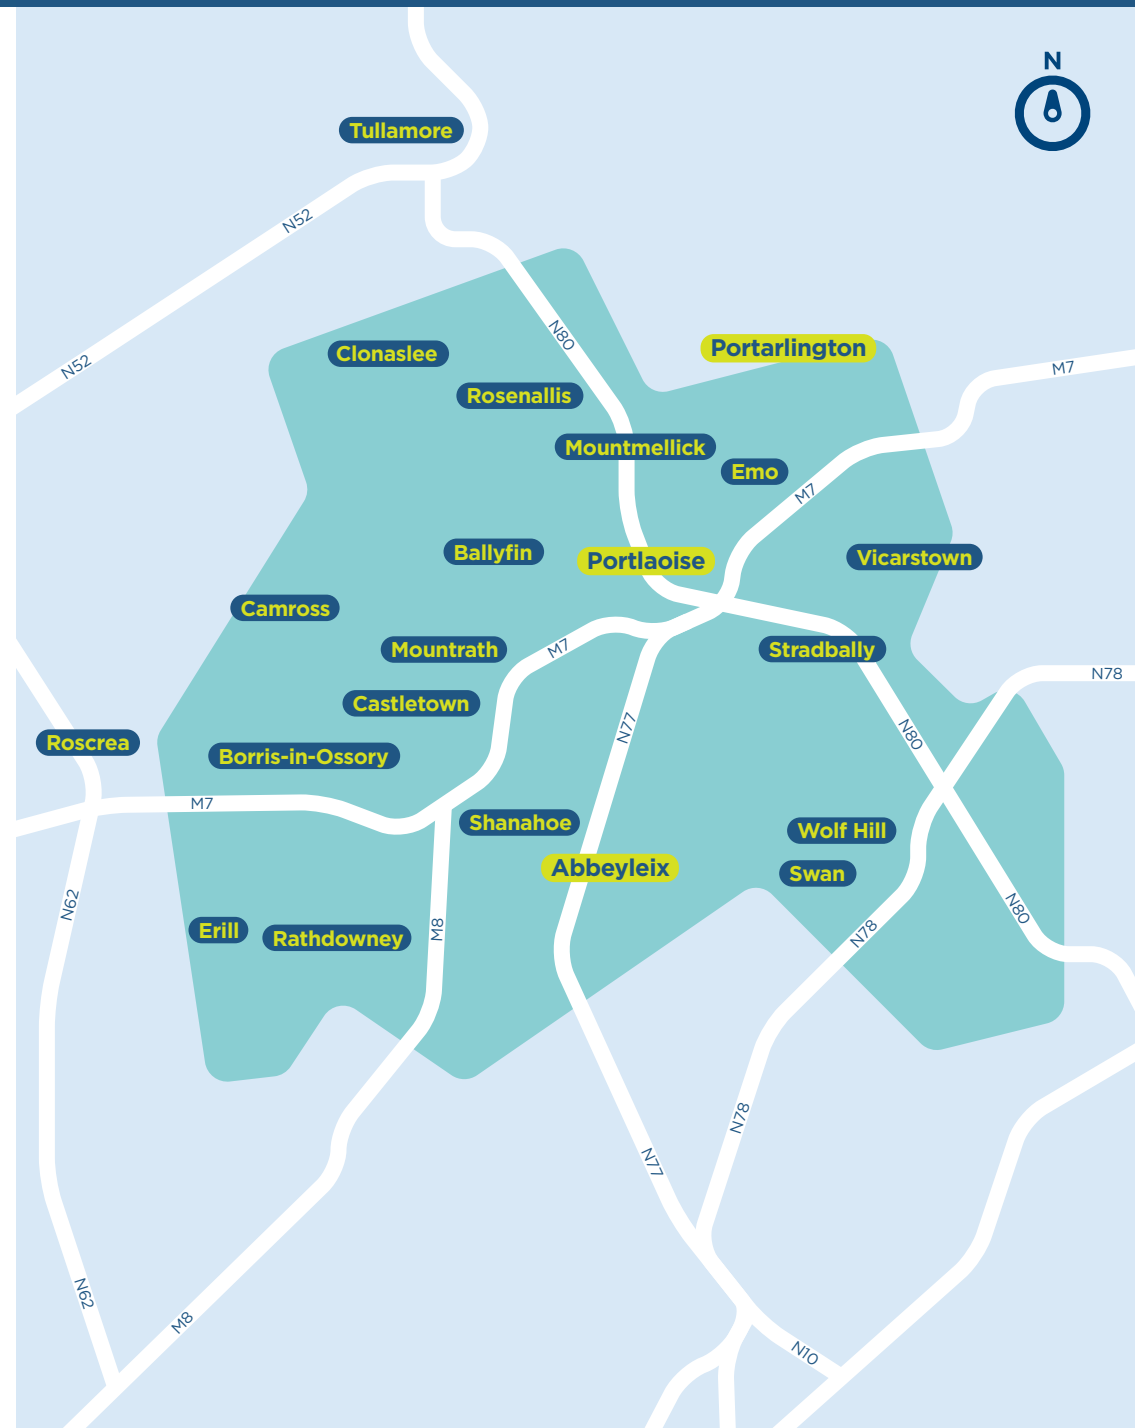 N
Tullamore
N52
N80
Clonaslee
Portarlington
N52
M7
Rosenallis
Mountmellick
Emo
M7
Ballyfin
Portlaoise
Vicarstown
Camross
Mountrath
M7
Stradbally
N78
Castletown
N77
N80
Roscrea
Borris-in-Ossory
M7
Shanahoe
Wolf Hill
Abbeyleix
Swan
N62
N80
Erill
Rathdowney
M8
N78
N78
N77
N62
M8
N10